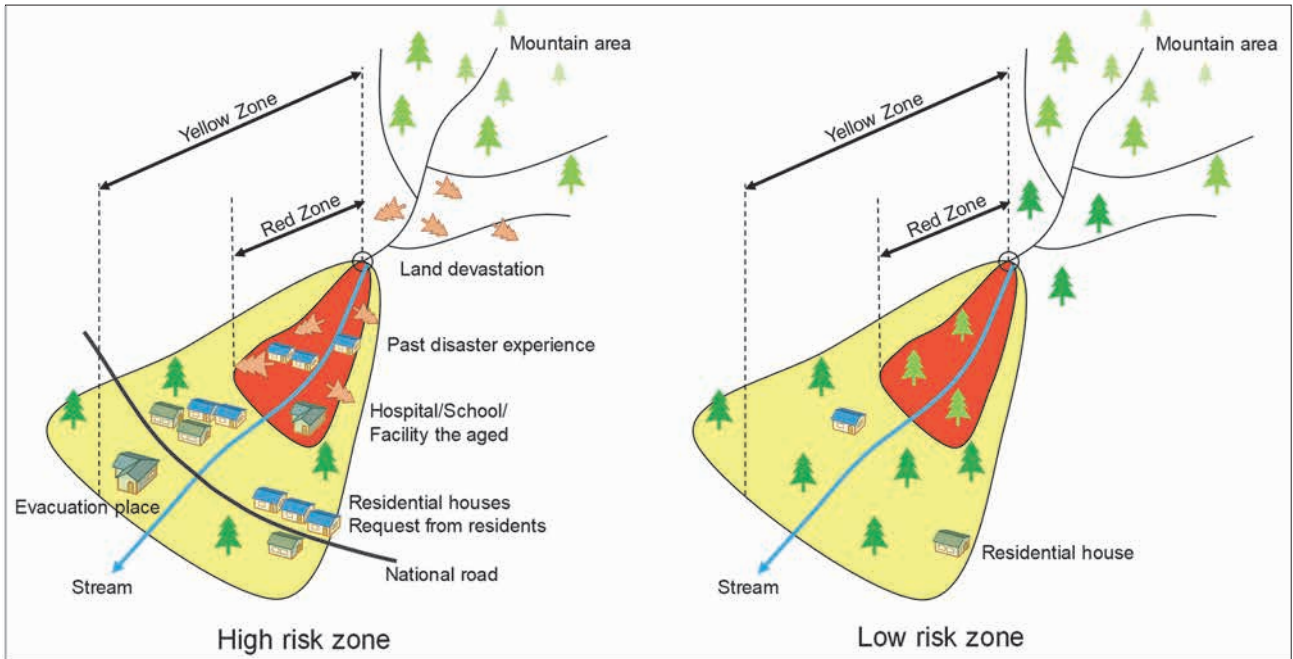 Mountain area
Yellow Zone
Red Zone
Land devastation
Past disaster experience
Hospital/School/
Facility the aged
Evacuation place
Residential houses
Request from residents
National road
Stream
High risk zone
Mountain area
Yellow Zone
Red Zone
Residential house
Stream
Low risk zone